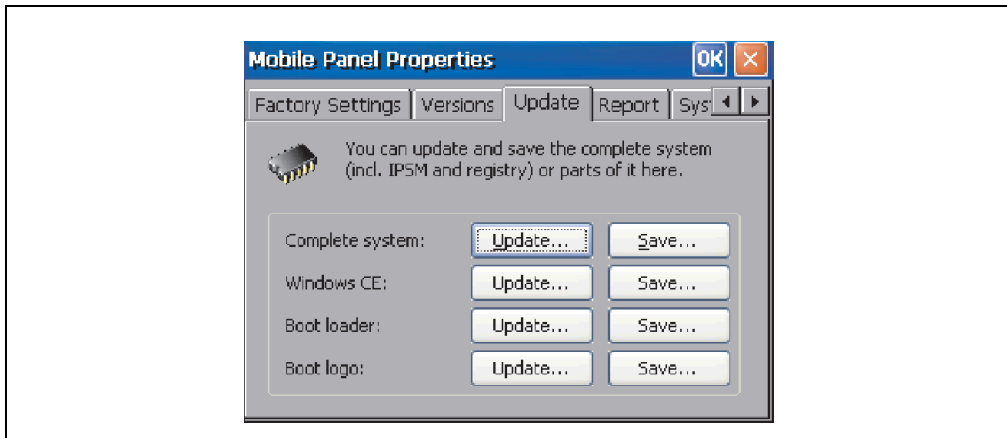 Mobile Panel Properties OK
Factory Settings Versions Update Report Sys
You can update and save the complete system
(incl. IPSM and registry) or parts of it here.
Complete system: Update... Save...
Windows CE: Update... Save...
Boot loader: Update... Save...
Boot logo: Update... Save...